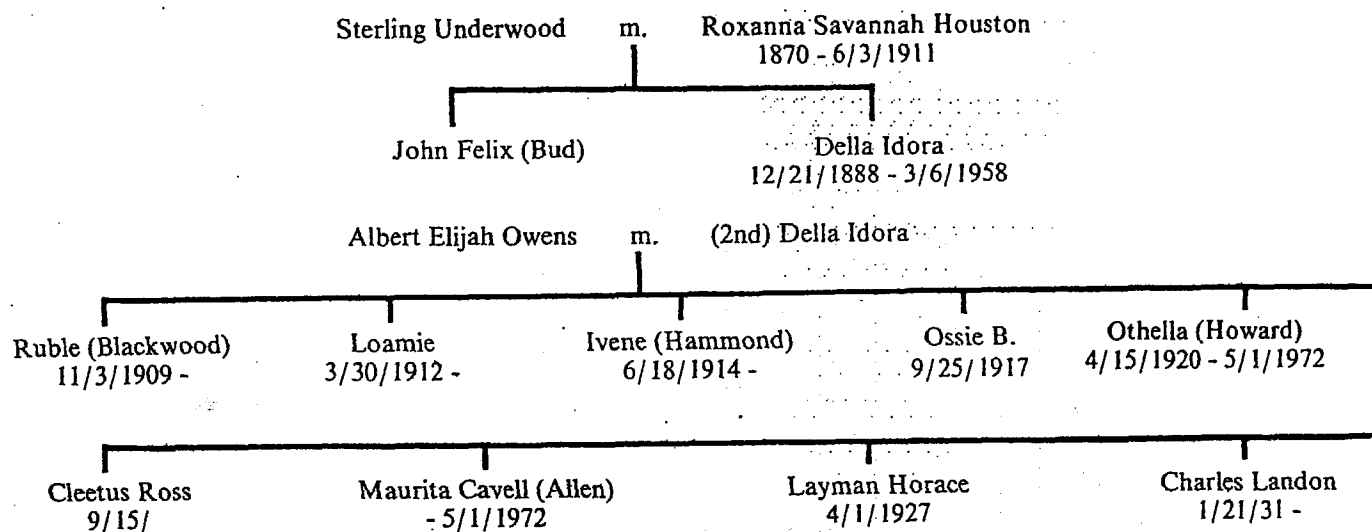 Sterling Underwood m. Roxanna Savannah Houston
1870 - 6/3/1911
John Felix (Bud) Della Idora
12/21/1888 - 3/6/1958
Albert Elijah Owens m. (2nd) Della Idora
Ruble (Blackwood) Loamie Ivene (Hammond) Ossie B. Othella (Howard)
11/3/1909 - 3/30/1912 - 6/18/1914 - 9/25/1917 4/15/1920 - 5/1/1972
Cleetus Ross Maurita Cavell (Allen) Layman Horace Charles Landon
9/15/ - 5/1/1972 4/1/1927 1/21/31 -